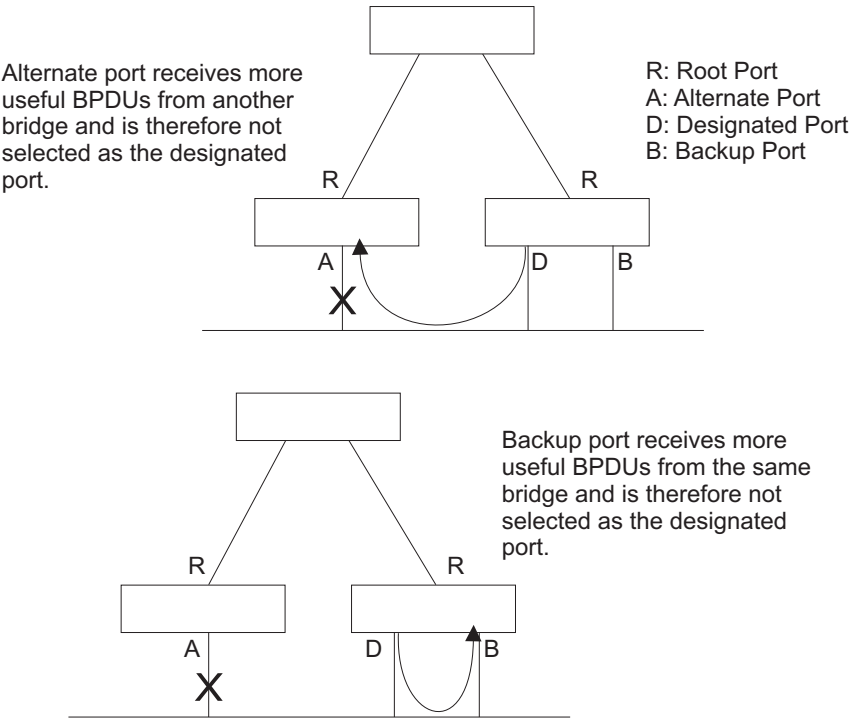 Alternate port receives more
useful BPDUs from another
bridge and is therefore not
selected as the designated
port.
R: Root Port
A: Alternate Port
D: Designated Port
B: Backup Port
R
R
A
D
B
X
Backup port receives more
useful BPDUs from the same
bridge and is therefore not
selected as the designated
port.
R
R
A
D
B
X